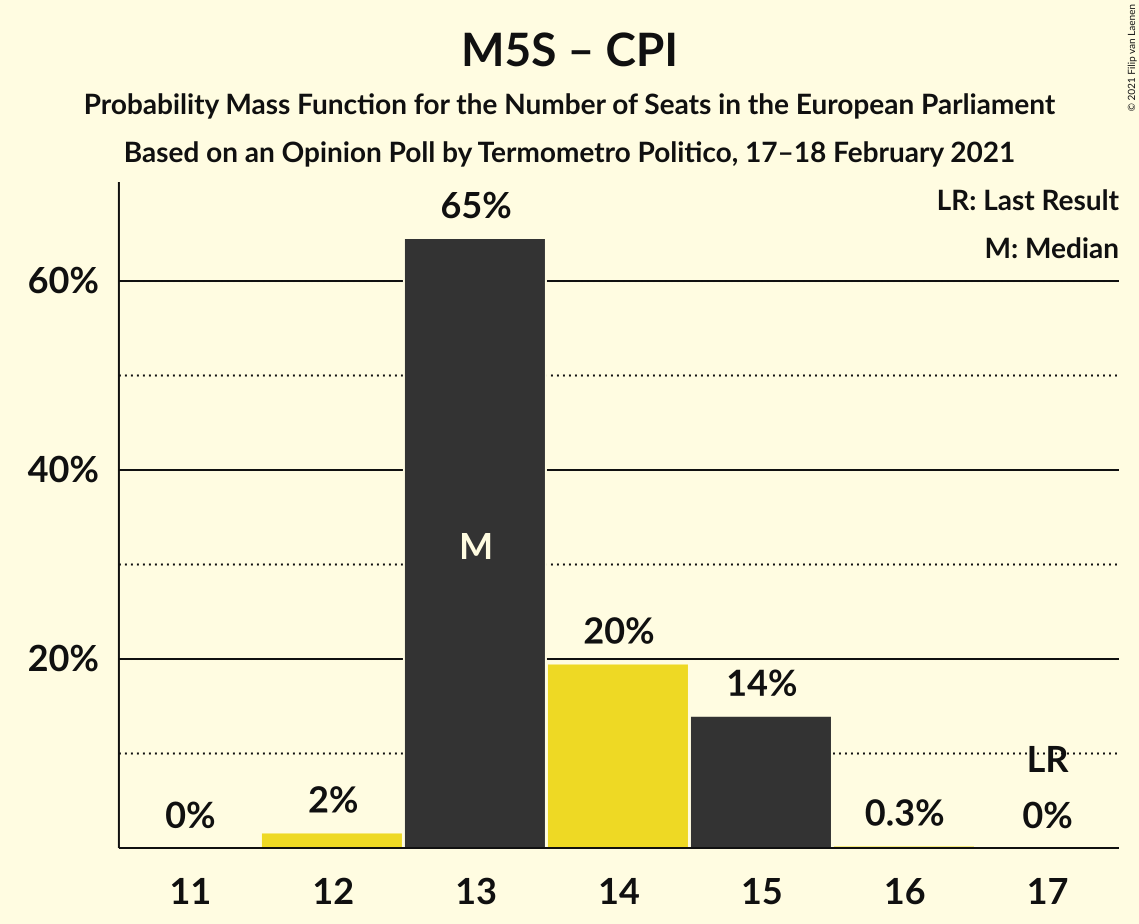 M5S – CPI
Probability Mass Function for the Number of Seats in the European Parliament
Based on an Opinion Poll by Termometro Politico, 17–18 February 2021
© 2021 Filip van Laenen
LR: Last Result
M: Median
60%
40%
20%
0%
2%
65%
M
20%
14%
0.3%
LR
0%
11 12 13 14 15 16 17